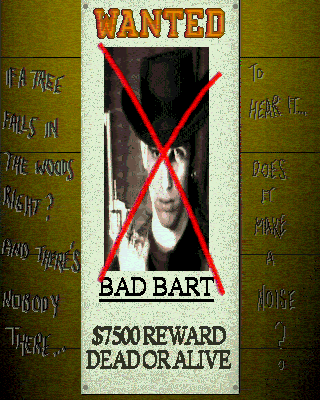 WANTED
BAD BART
$7500 REWARD
DEAD OR ALIVE
IF A TREE
FALLS IN
THE WOODS
RIGHT?
AND THERE'S
NOBODY
THERE...
TO
HEAR IT...
DOES
IT
MAKE
A
NOISE
?